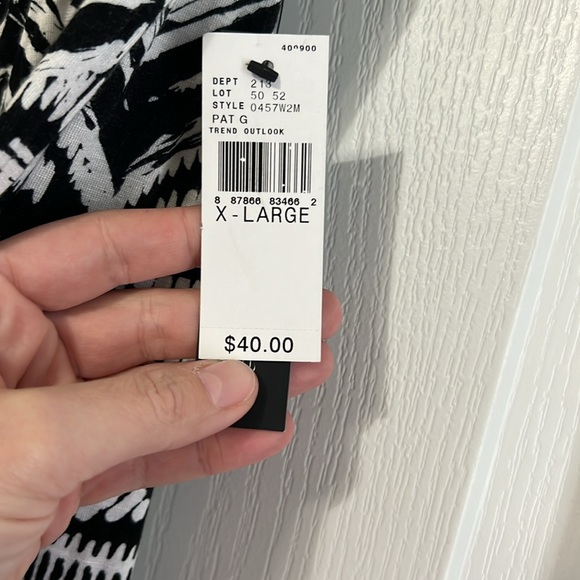 400900
DEPT 213
LOT 50 52
STYLE 0457W2M
PAT G
TREND OUTLOOK
8 87866 83466 2
X-LARGE
$40.00